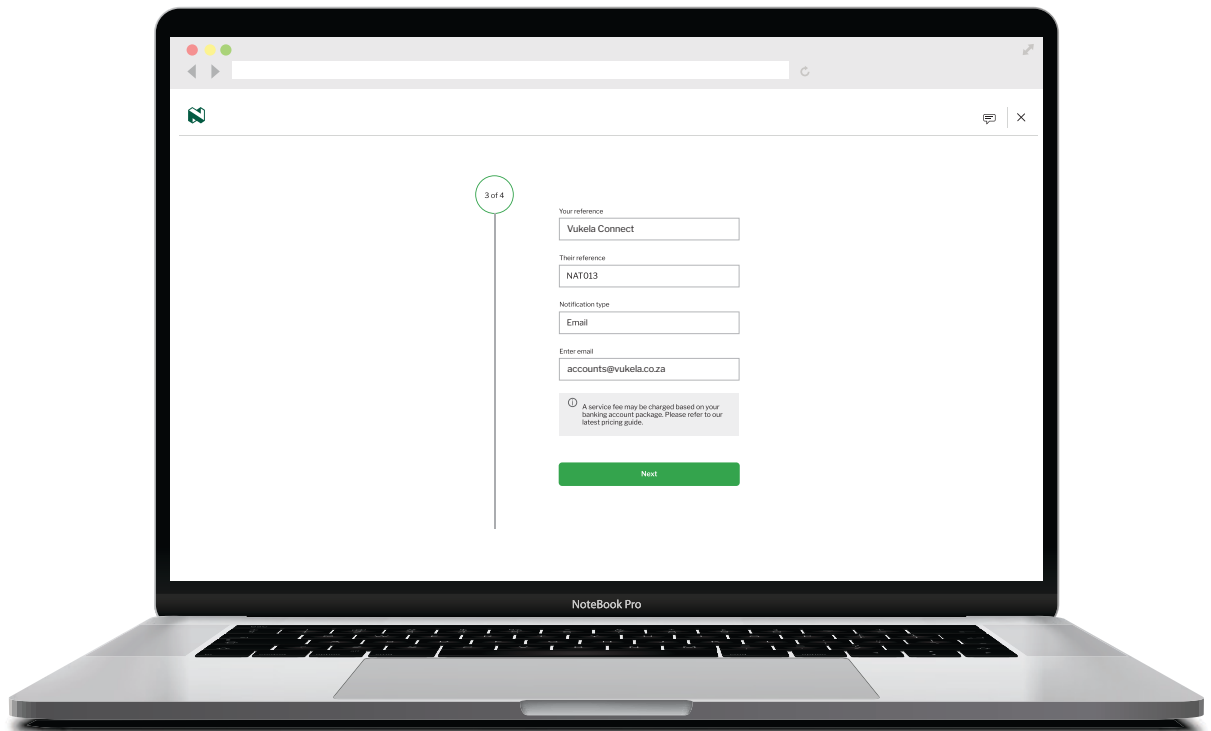 3 of 4
Your reference
Vukela Connect
Their reference
NAT013
Notification type
Email
Enter email
accounts@vukela.co.za
A service fee may be charged based on your
banking account package. Please refer to our
latest pricing guide.
Next
NoteBook Pro